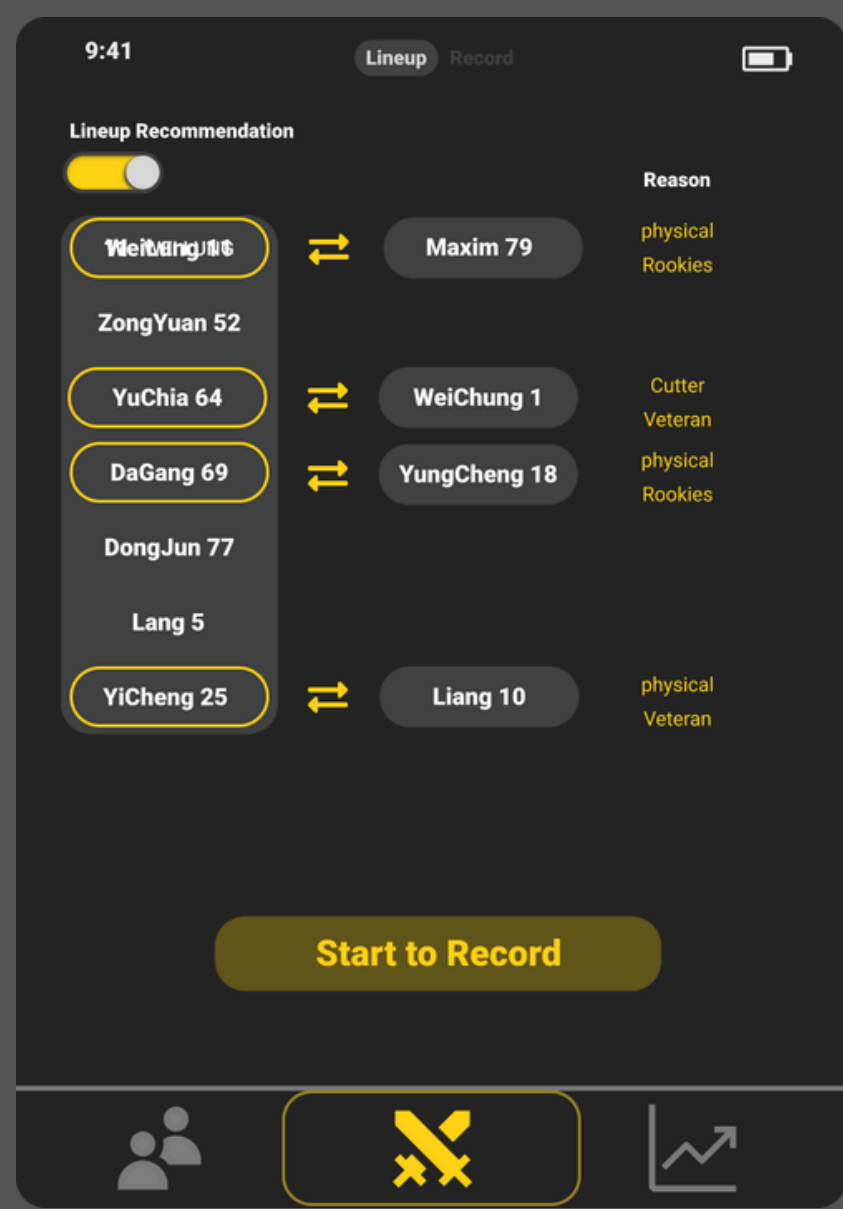 9:41
Lineup Record
Lineup Recommendation
Reason
Maxim 79
physical
Rookies
ZongYuan 52
YuChia 64
WeiChung 1
Cutter
Veteran
DaGang 69
YungCheng 18
physical
Rookies
DongJun 77
Lang 5
YiCheng 25
Liang 10
physical
Veteran
Start to Record